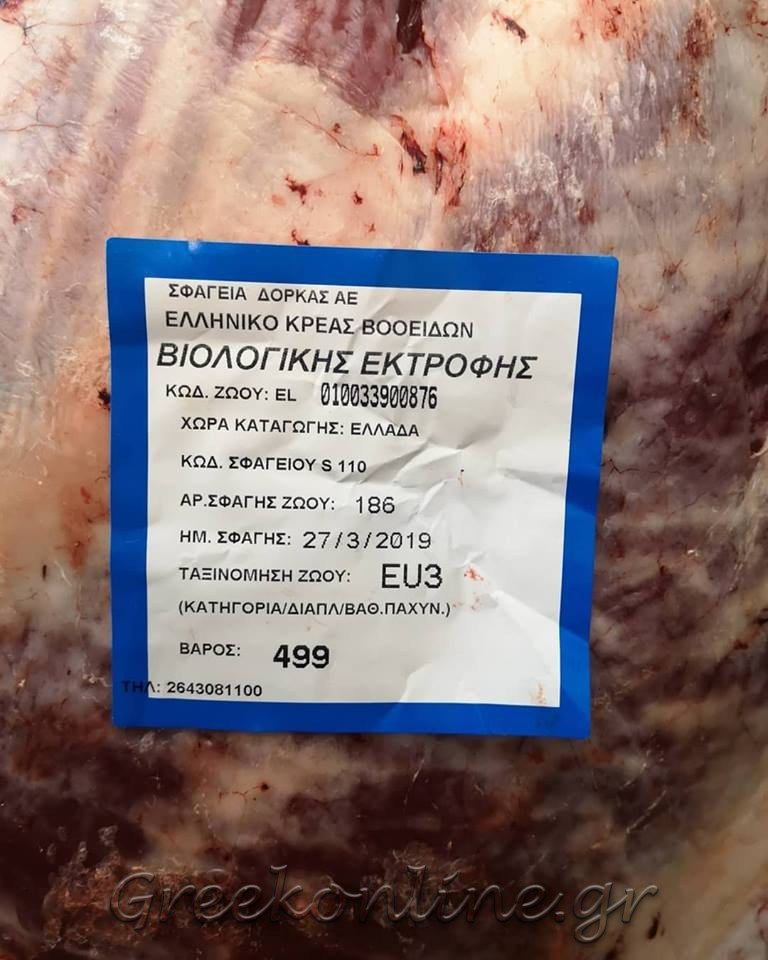 ΣΦΑΓΕΙΑ ΔΟΡΚΑΣ ΑΕ
ΕΛΛΗΝΙΚΟ ΚΡΕΑΣ ΒΟΟΕΙΔΩΝ
ΒΙΟΛΟΓΙΚΗΣ ΕΚΤΡΟΦΗΣ
ΚΩΔ. ΖΩΟΥ: EL 010033900876
ΧΩΡΑ ΚΑΤΑΓΩΓΗΣ: ΕΛΛΑΔΑ
ΚΩΔ. ΣΦΑΓΕΙΟΥ S 110
ΑΡ.ΣΦΑΓΗΣ ΖΩΟΥ: 186
ΗΜ. ΣΦΑΓΗΣ: 27/3/2019
ΤΑΞΙΝΟΜΗΣΗ ΖΩΟΥ: EU3
(ΚΑΤΗΓΟΡΙΑ/ΔΙΑΠΛ/ΒΑΘ.ΠΑΧΥΝ.)
ΒΑΡΟΣ: 499
ΤΗΛ: 2643081100
Greekonline.gr